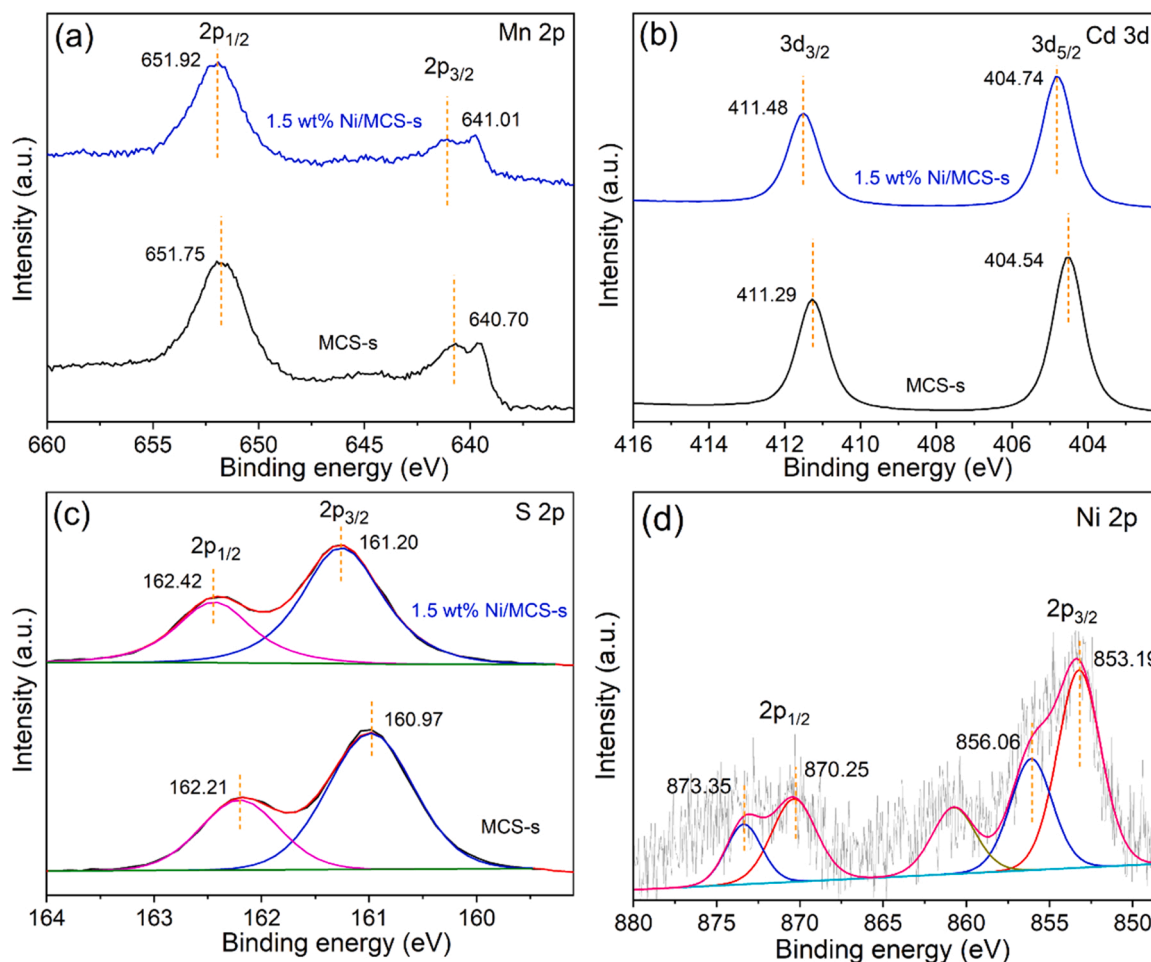 (a)
Mn 2p
2p1/2
651.92
2p3/2
641.01
1.5 wt% Ni/MCS-s
651.75
640.70
MCS-s
Intensity (a.u.)
660 655 650 645 640
Binding energy (eV)
(b)
Cd 3d
3d3/2
3d5/2
411.48
404.74
1.5 wt% Ni/MCS-s
411.29
404.54
MCS-s
Intensity (a.u.)
416 414 412 410 408 406 404
Binding energy (eV)
(c)
S 2p
2p3/2
2p1/2
161.20
162.42
1.5 wt% Ni/MCS-s
160.97
162.21
MCS-s
Intensity (a.u.)
164 163 162 161 160
Binding energy (eV)
(d)
Ni 2p
2p3/2
853.19
2p1/2
856.06
873.35
870.25
Intensity (a.u.)
880 875 870 865 860 855 850
Binding energy (eV)